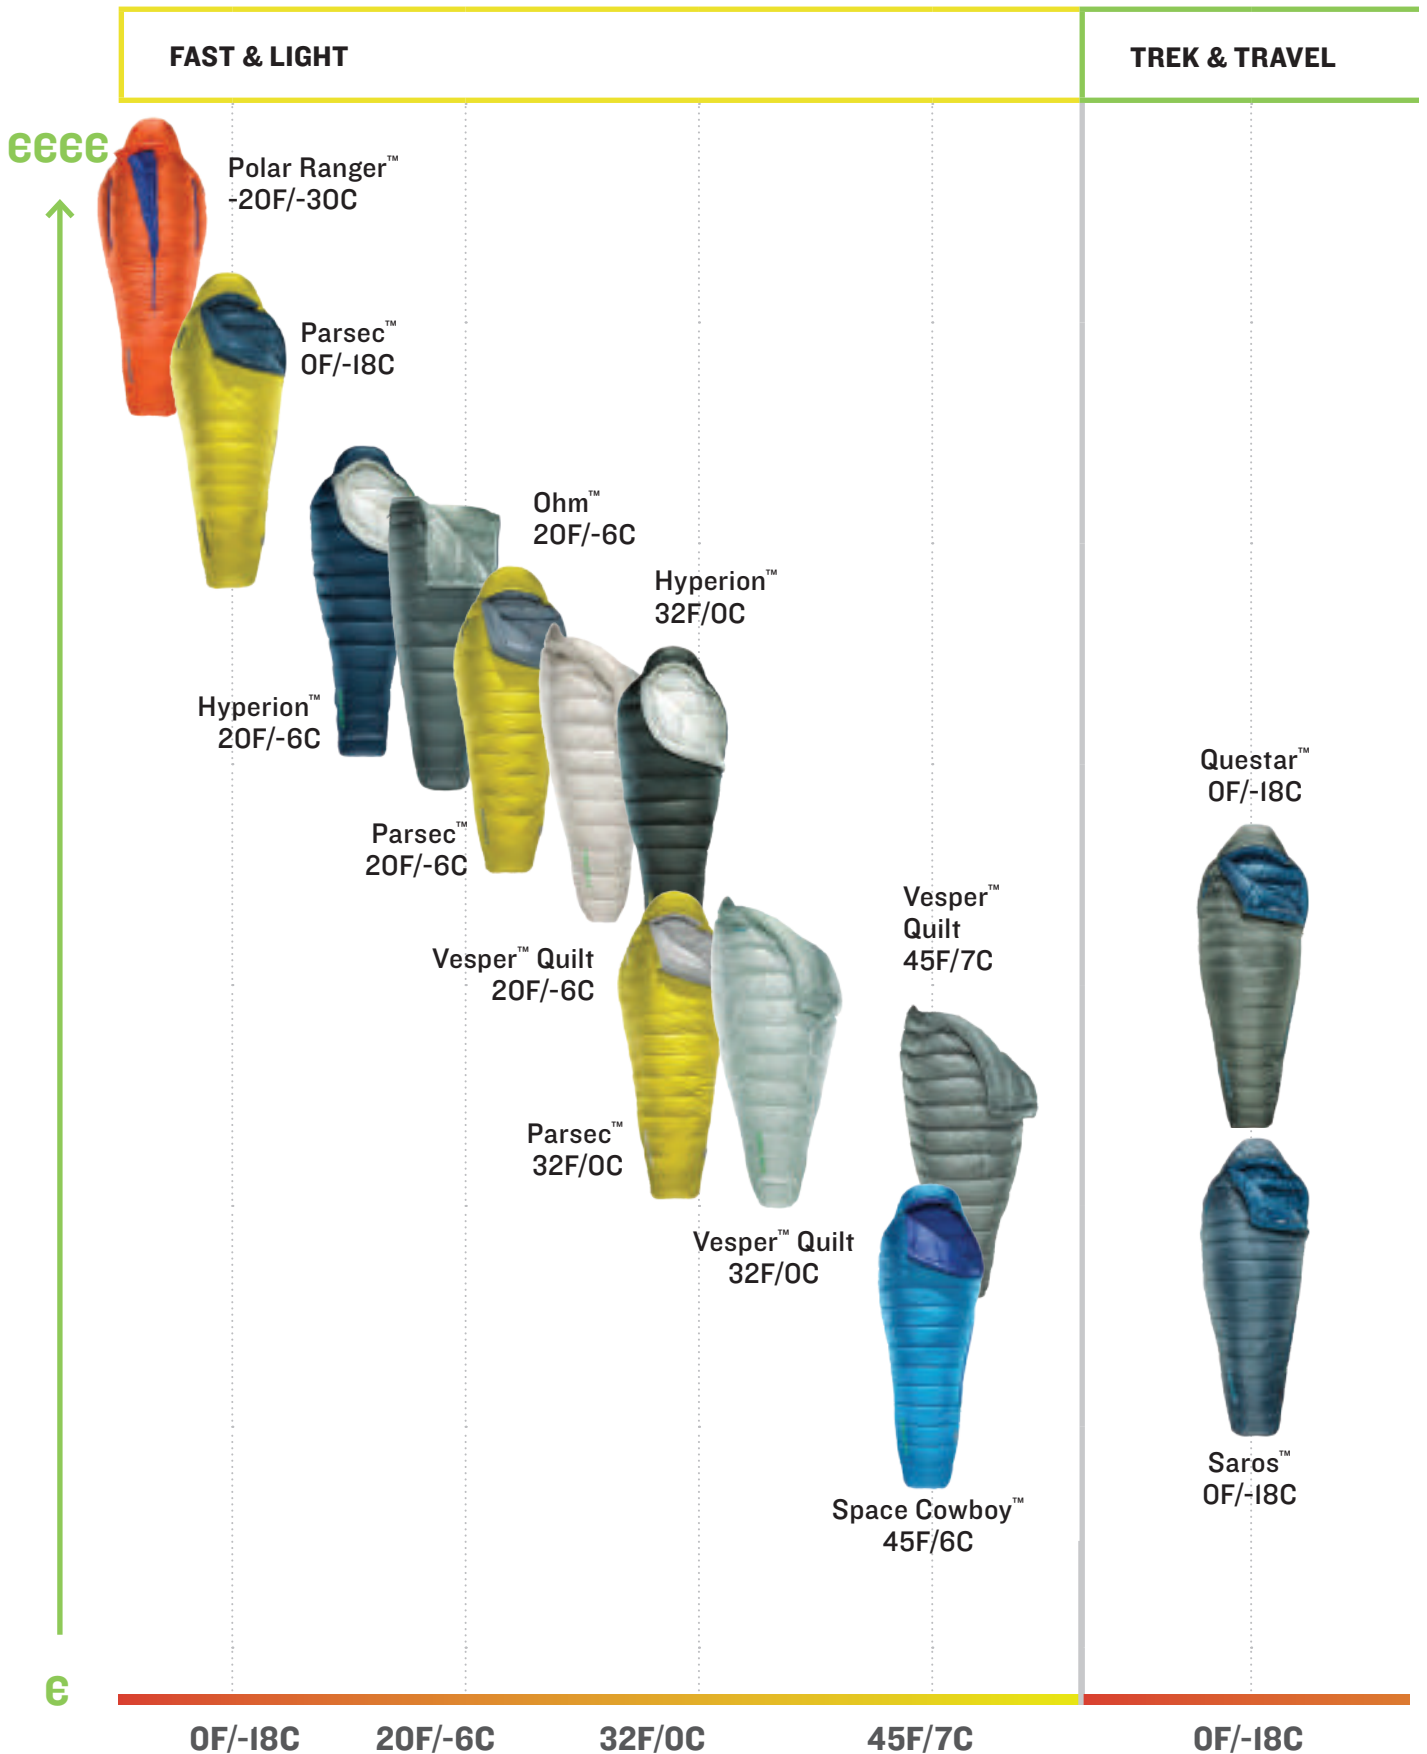 FAST & LIGHT
TREK & TRAVEL
€€€€
Polar Ranger™
-20F/-30C
Parsec™
0F/-18C
Ohm™
20F/-6C
Hyperion™
32F/0C
Hyperion™
20F/-6C
Questar™
0F/-18C
Parsec™
20F/-6C
Vesper™
Quilt
45F/7C
Vesper™ Quilt
20F/-6C
Parsec™
32F/0C
Vesper™ Quilt
32F/0C
Saros™
0F/-18C
Space Cowboy™
45F/6C
€
0F/-18C
20F/-6C
32F/0C
45F/7C
0F/-18C